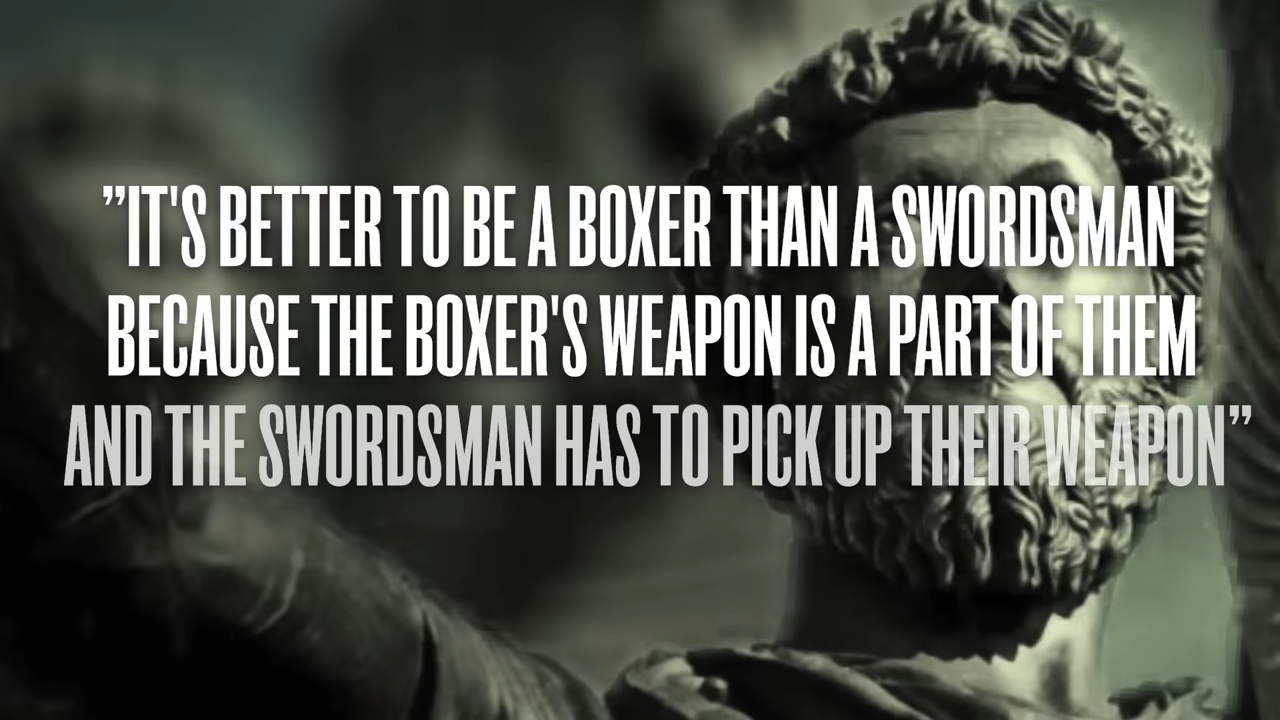 ”IT'S BETTER TO BE A BOXER THAN A SWORDSMAN
BECAUSE THE BOXER'S WEAPON IS A PART OF THEM
AND THE SWORDSMAN HAS TO PICK UP THEIR WEAPON”